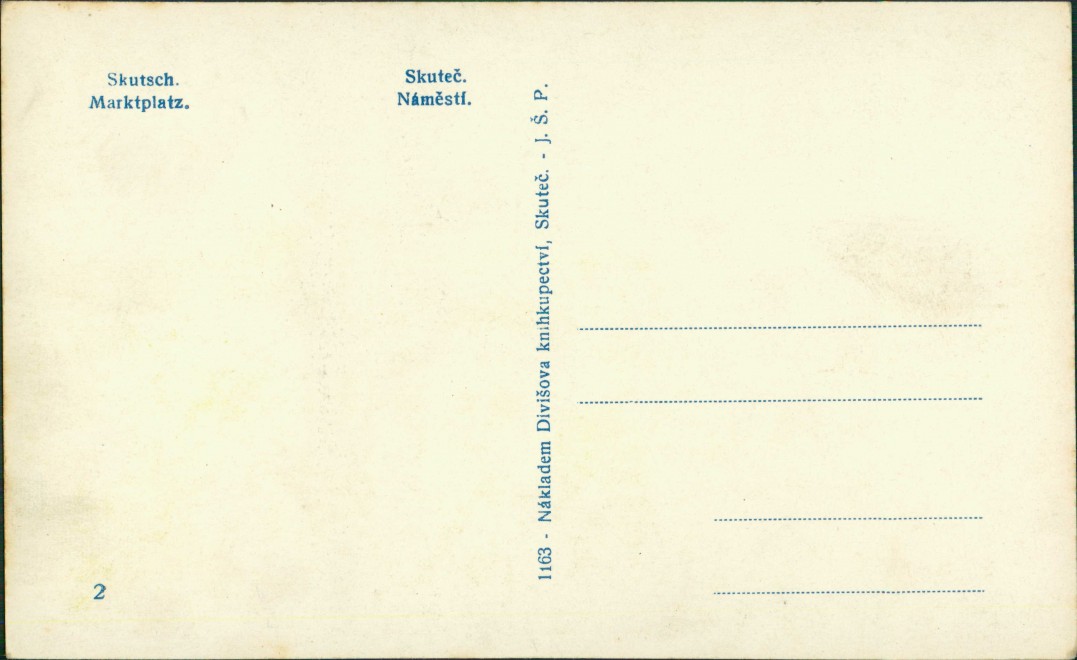 Skutsch.
Marktplatz.
Skuteč.
Náměstí.
1163 - Nákladem Divišova knihkupectví, Skuteč. - J. Š. P.
2